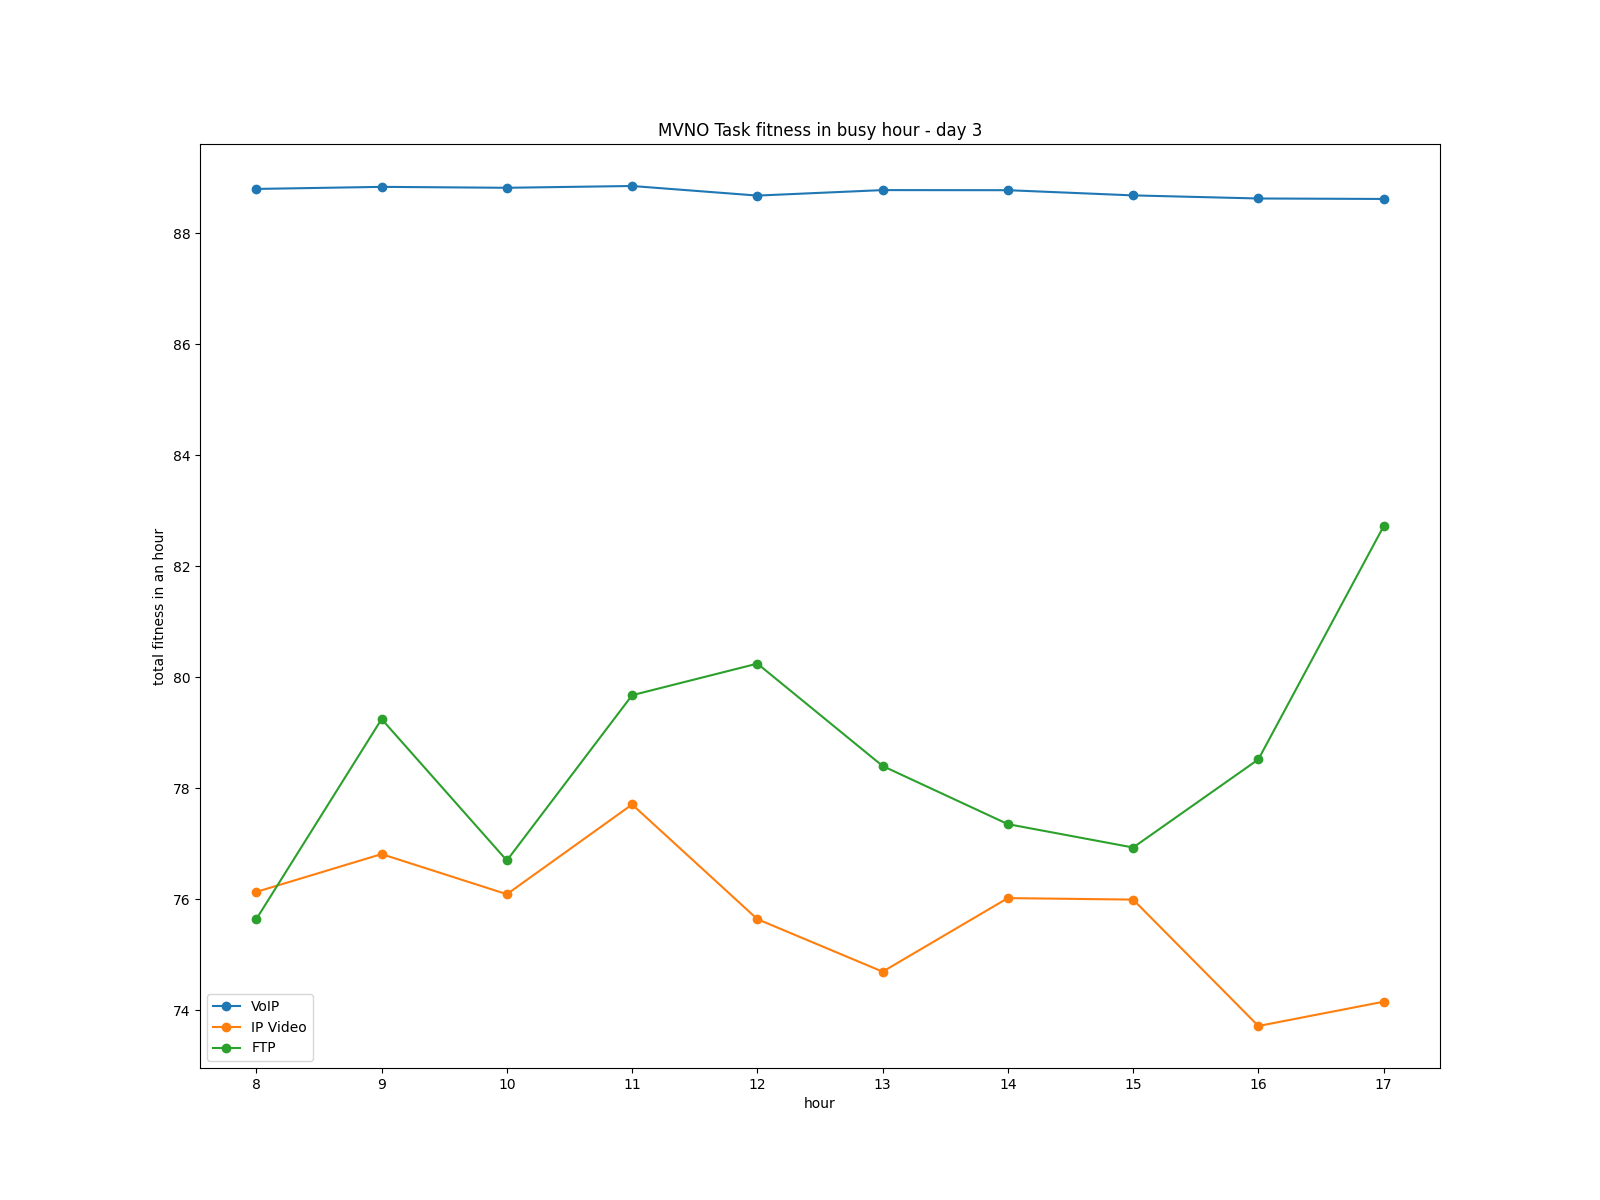 MVNO Task fitness in busy hour - day 3
total fitness in an hour
88
86
84
82
80
78
76
74
VoIP
IP Video
FTP
8 9 10 11 12 13 14 15 16 17
hour